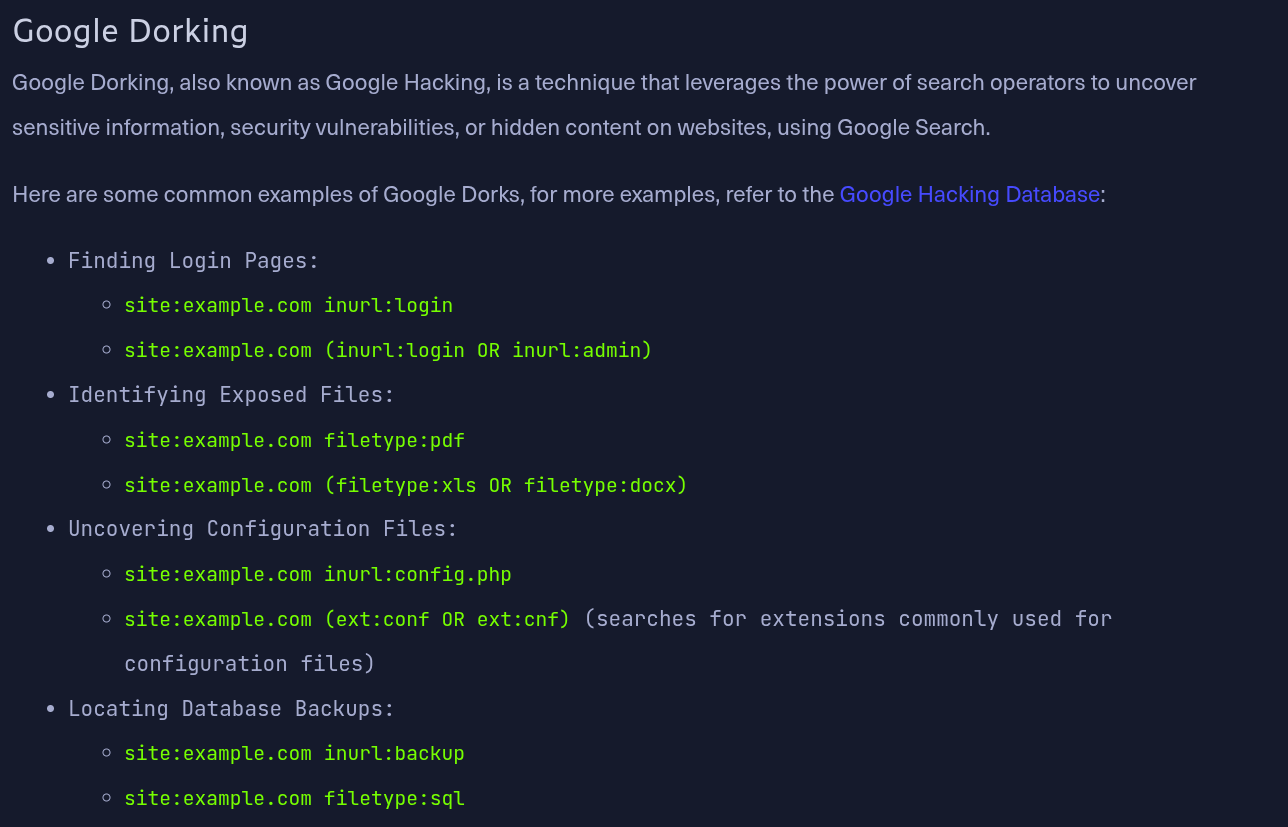 Google Dorking
Google Dorking, also known as Google Hacking, is a technique that leverages the power of search operators to uncover
sensitive information, security vulnerabilities, or hidden content on websites, using Google Search.
Here are some common examples of Google Dorks, for more examples, refer to the Google Hacking Database:
• Finding Login Pages:
○ site:example.com inurl:login
○ site:example.com (inurl:login OR inurl:admin)
• Identifying Exposed Files:
○ site:example.com filetype:pdf
○ site:example.com (filetype:xls OR filetype:docx)
• Uncovering Configuration Files:
○ site:example.com inurl:config.php
○ site:example.com (ext:conf OR ext:cnf) (searches for extensions commonly used for
configuration files)
• Locating Database Backups:
○ site:example.com inurl:backup
○ site:example.com filetype:sql